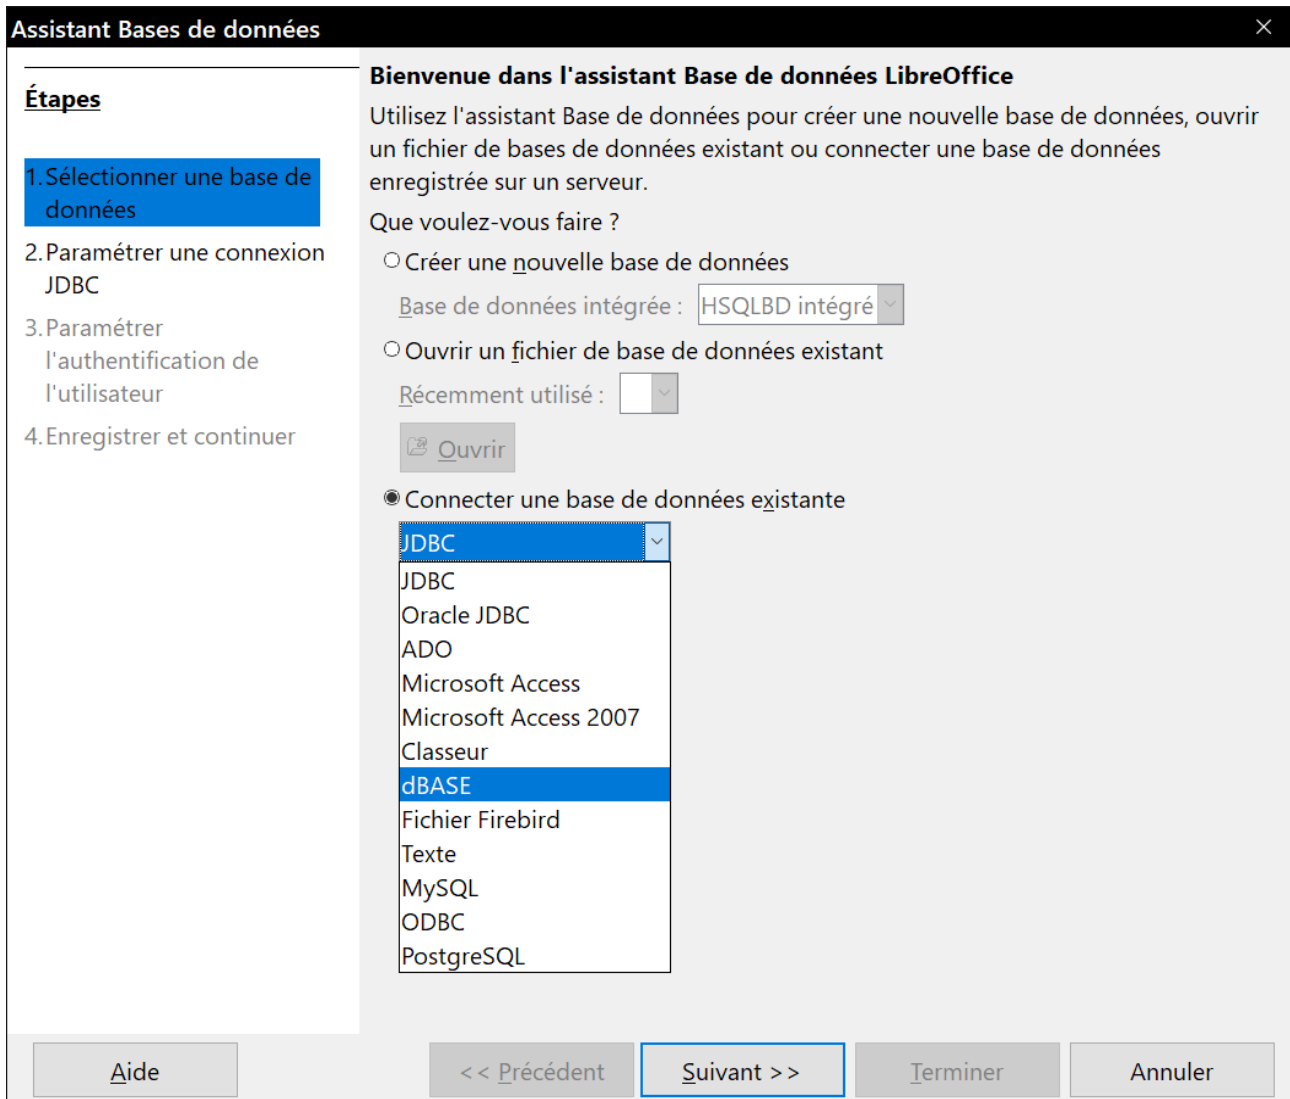 Assistant Bases de données
Étapes
1. Sélectionner une base de
données
2. Paramétrer une connexion
JDBC
3. Paramétrer
l'authentification de
l'utilisateur
4. Enregistrer et continuer
Bienvenue dans l'assistant Base de données LibreOffice
Utilisez l'assistant Base de données pour créer une nouvelle base de données, ouvrir
un fichier de bases de données existant ou connecter une base de données
enregistrée sur un serveur.
Que voulez-vous faire ?
Créer une nouvelle base de données
Base de données intégrée : HSQLBD intégré
Ouvrir un fichier de base de données existant
Récemment utilisé :
Ouvrir
Connecter une base de données existante
JDBC
JDBC
Oracle JDBC
ADO
Microsoft Access
Microsoft Access 2007
Classeur
dBASE
Fichier Firebird
Texte
MySQL
ODBC
PostgreSQL
Aide
<< Précédent
Suivant >>
Terminer
Annuler